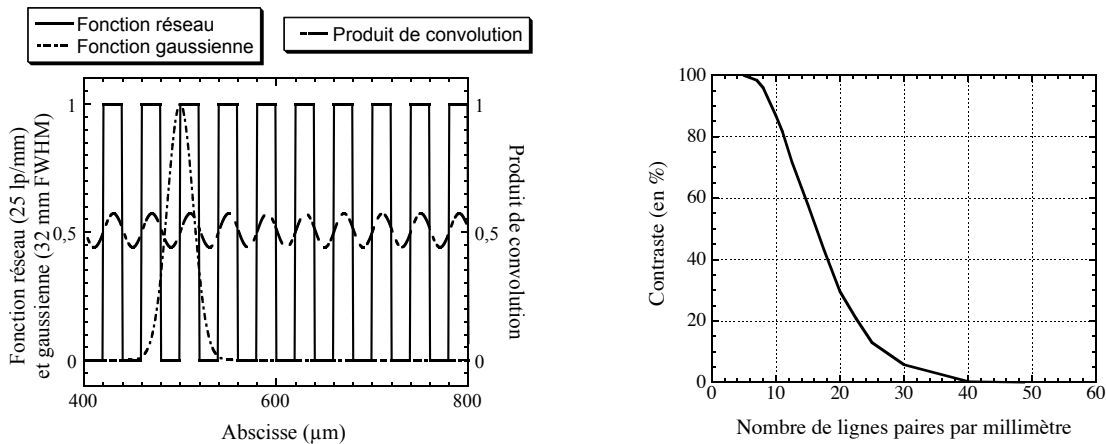 Fonction réseau
Fonction gaussienne
Produit de convolution
Fonction réseau (25 lp/mm)
et gaussienne (32 mm FWHM)
1
0,5
0
1
0,5
0
Produit de convolution
400
600
800
Abscisse (µm)
Contraste (en %)
100
80
60
40
20
0
0
10
20
30
40
50
60
Nombre de lignes paires par millimètre